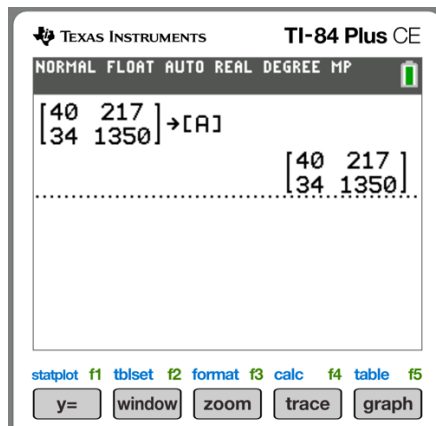 TEXAS INSTRUMENTS TI-84 Plus CE
NORMAL FLOAT AUTO REAL DEGREE MP
[40 217
34 1350]→[A]
[40 217
34 1350]
statplot f1 tblset f2 format f3 calc f4 table f5
y= window zoom trace graph